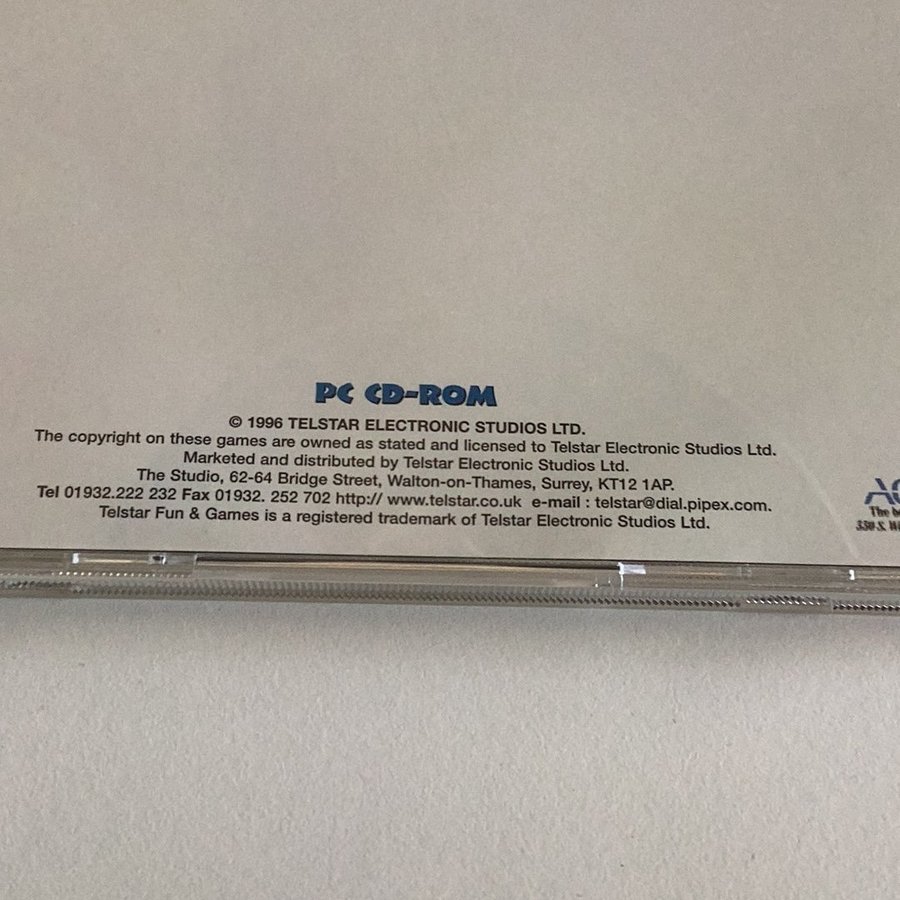 PC CD-ROM
© 1996 TELSTAR ELECTRONIC STUDIOS LTD.
The copyright on these games are owned as stated and licensed to Telstar Electronic Studios Ltd.
Marketed and distributed by Telstar Electronic Studios Ltd.
The Studio, 62-64 Bridge Street, Walton-on-Thames, Surrey, KT12 1AP.
Tel 01932.222 232 Fax 01932. 252 702 http:// www.telstar.co.uk e-mail : telstar@dial.pipex.com.
Telstar Fun & Games is a registered trademark of Telstar Electronic Studios Ltd.
The
330 S.